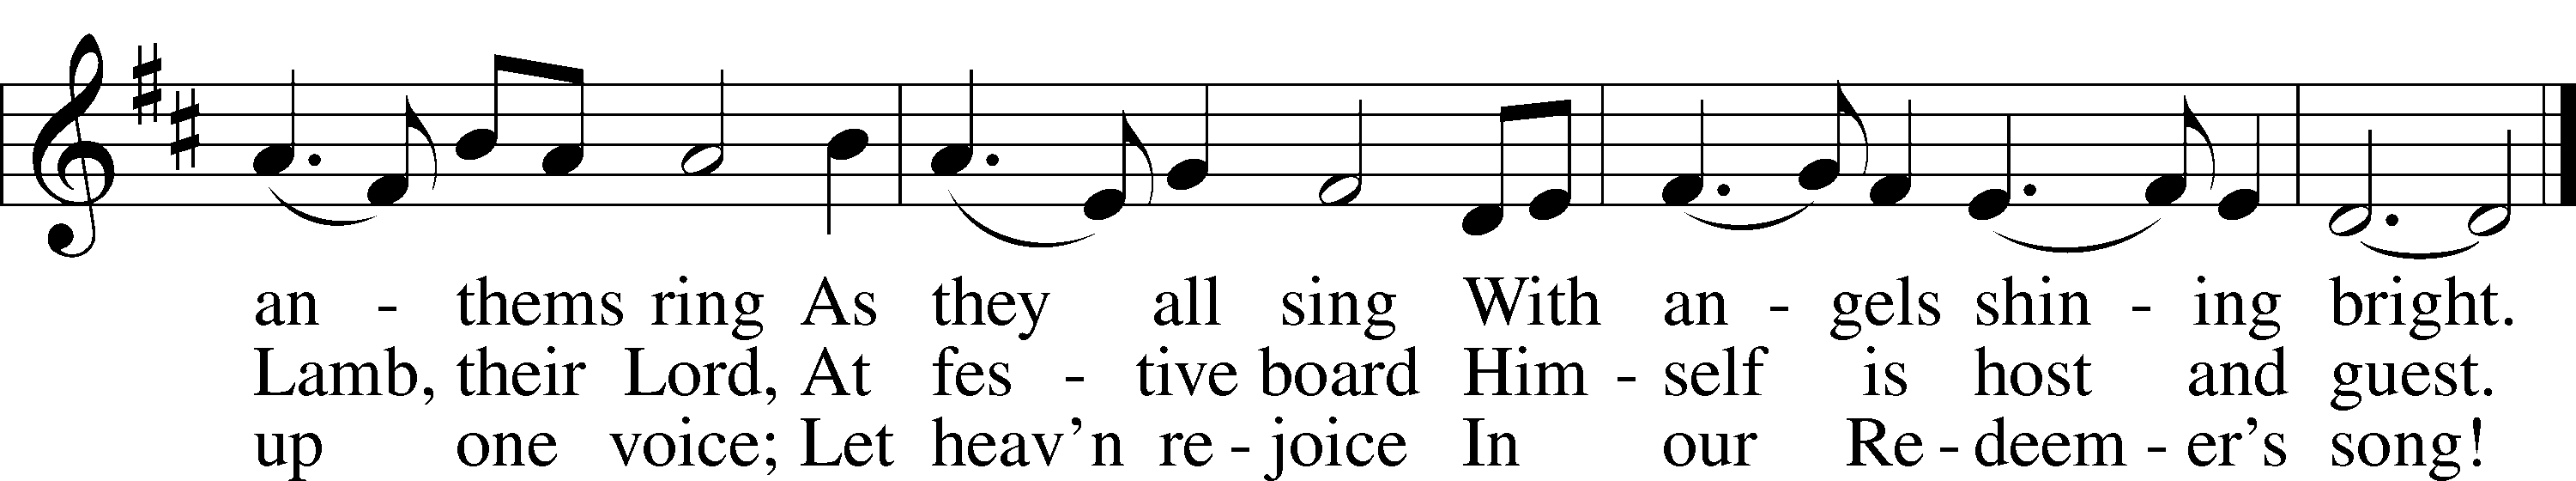 an - thems ring As they all sing With an - gels shin - ing bright.
Lamb, their Lord, At fes - tive board Him - self is host and guest.
up one voice; Let heav'n re - joice In our Re - deem - er's song!